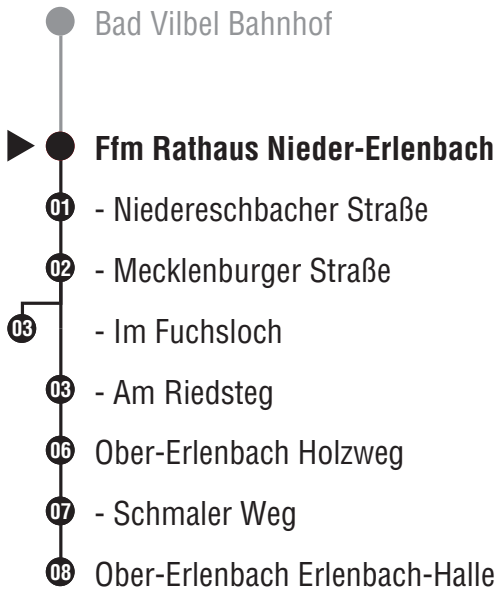 Bad Vilbel Bahnhof
Ffm Rathaus Nieder-Erlenbach
01 - Niedereschbacher Straße
02 - Mecklenburger Straße
03 - Im Fuchsloch
03 - Am Riedsteg
06 Ober-Erlenbach Holzweg
07 - Schmaler Weg
08 Ober-Erlenbach Erlenbach-Halle